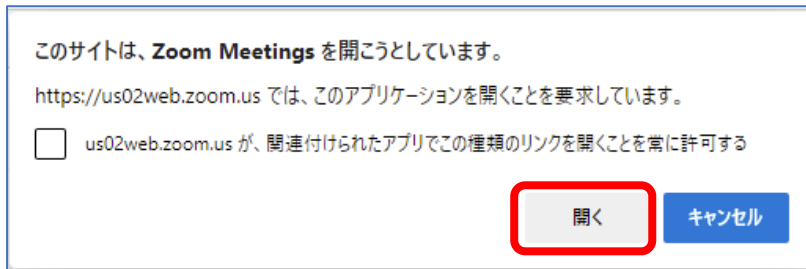 このサイトは、Zoom Meetings を開こうとしています。
https://us02web.zoom.us では、このアプリケーションを開くことを要求しています。
us02web.zoom.us が、関連付けられたアプリでこの種類のリンクを開くことを常に許可する
開く キャンセル